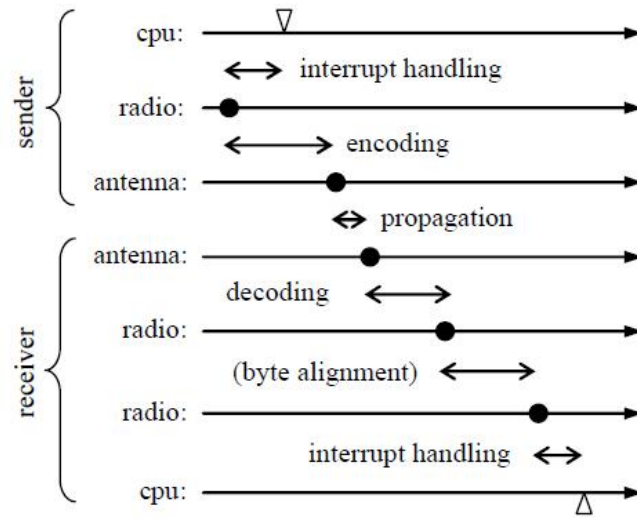 cpu:
interrupt handling
radio:
encoding
antenna:
propagation
sender
antenna:
decoding
radio:
(byte alignment)
radio:
interrupt handling
cpu:
receiver